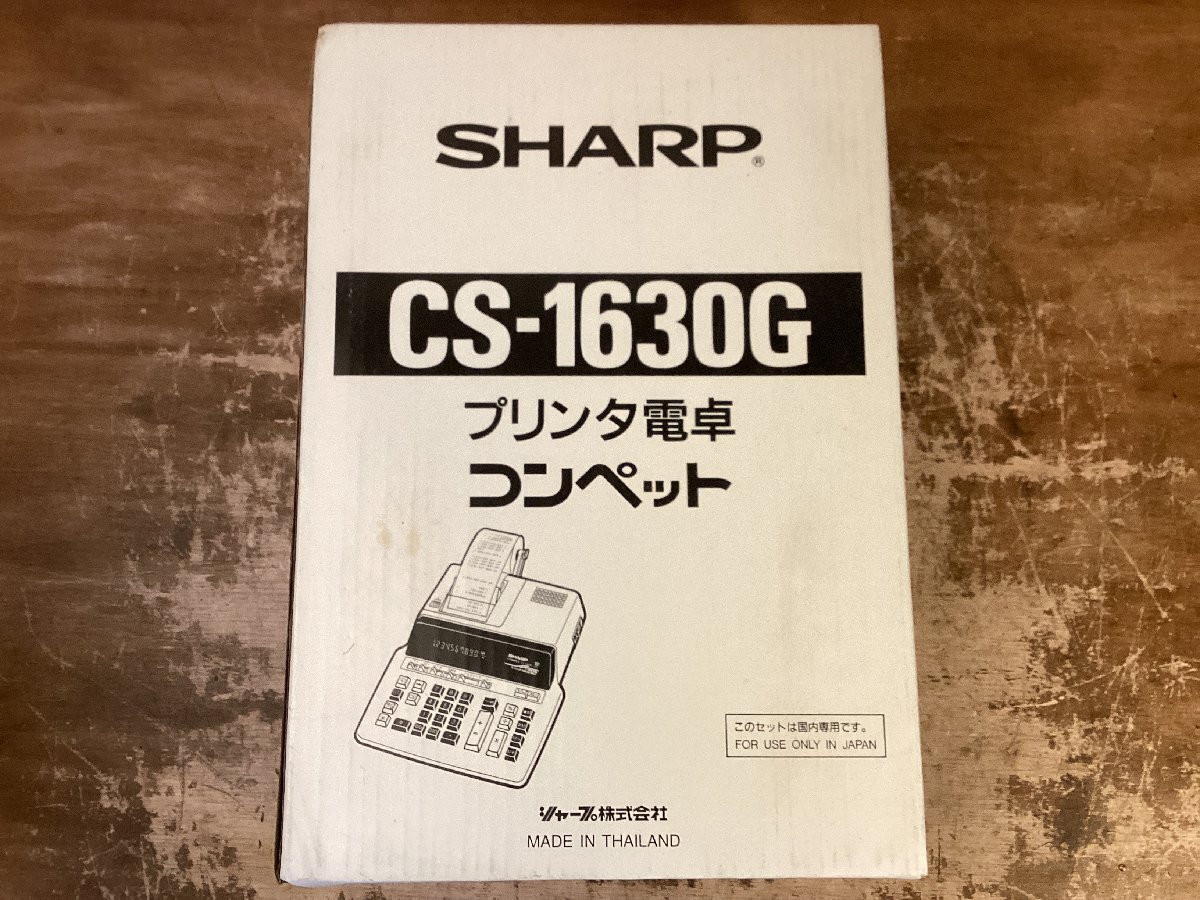 SHARP®
CS-1630G
プリンタ電卓
コンペット
SHARP
このセットは国内専用です。
FOR USE ONLY IN JAPAN
シャープ株式会社
MADE IN THAILAND